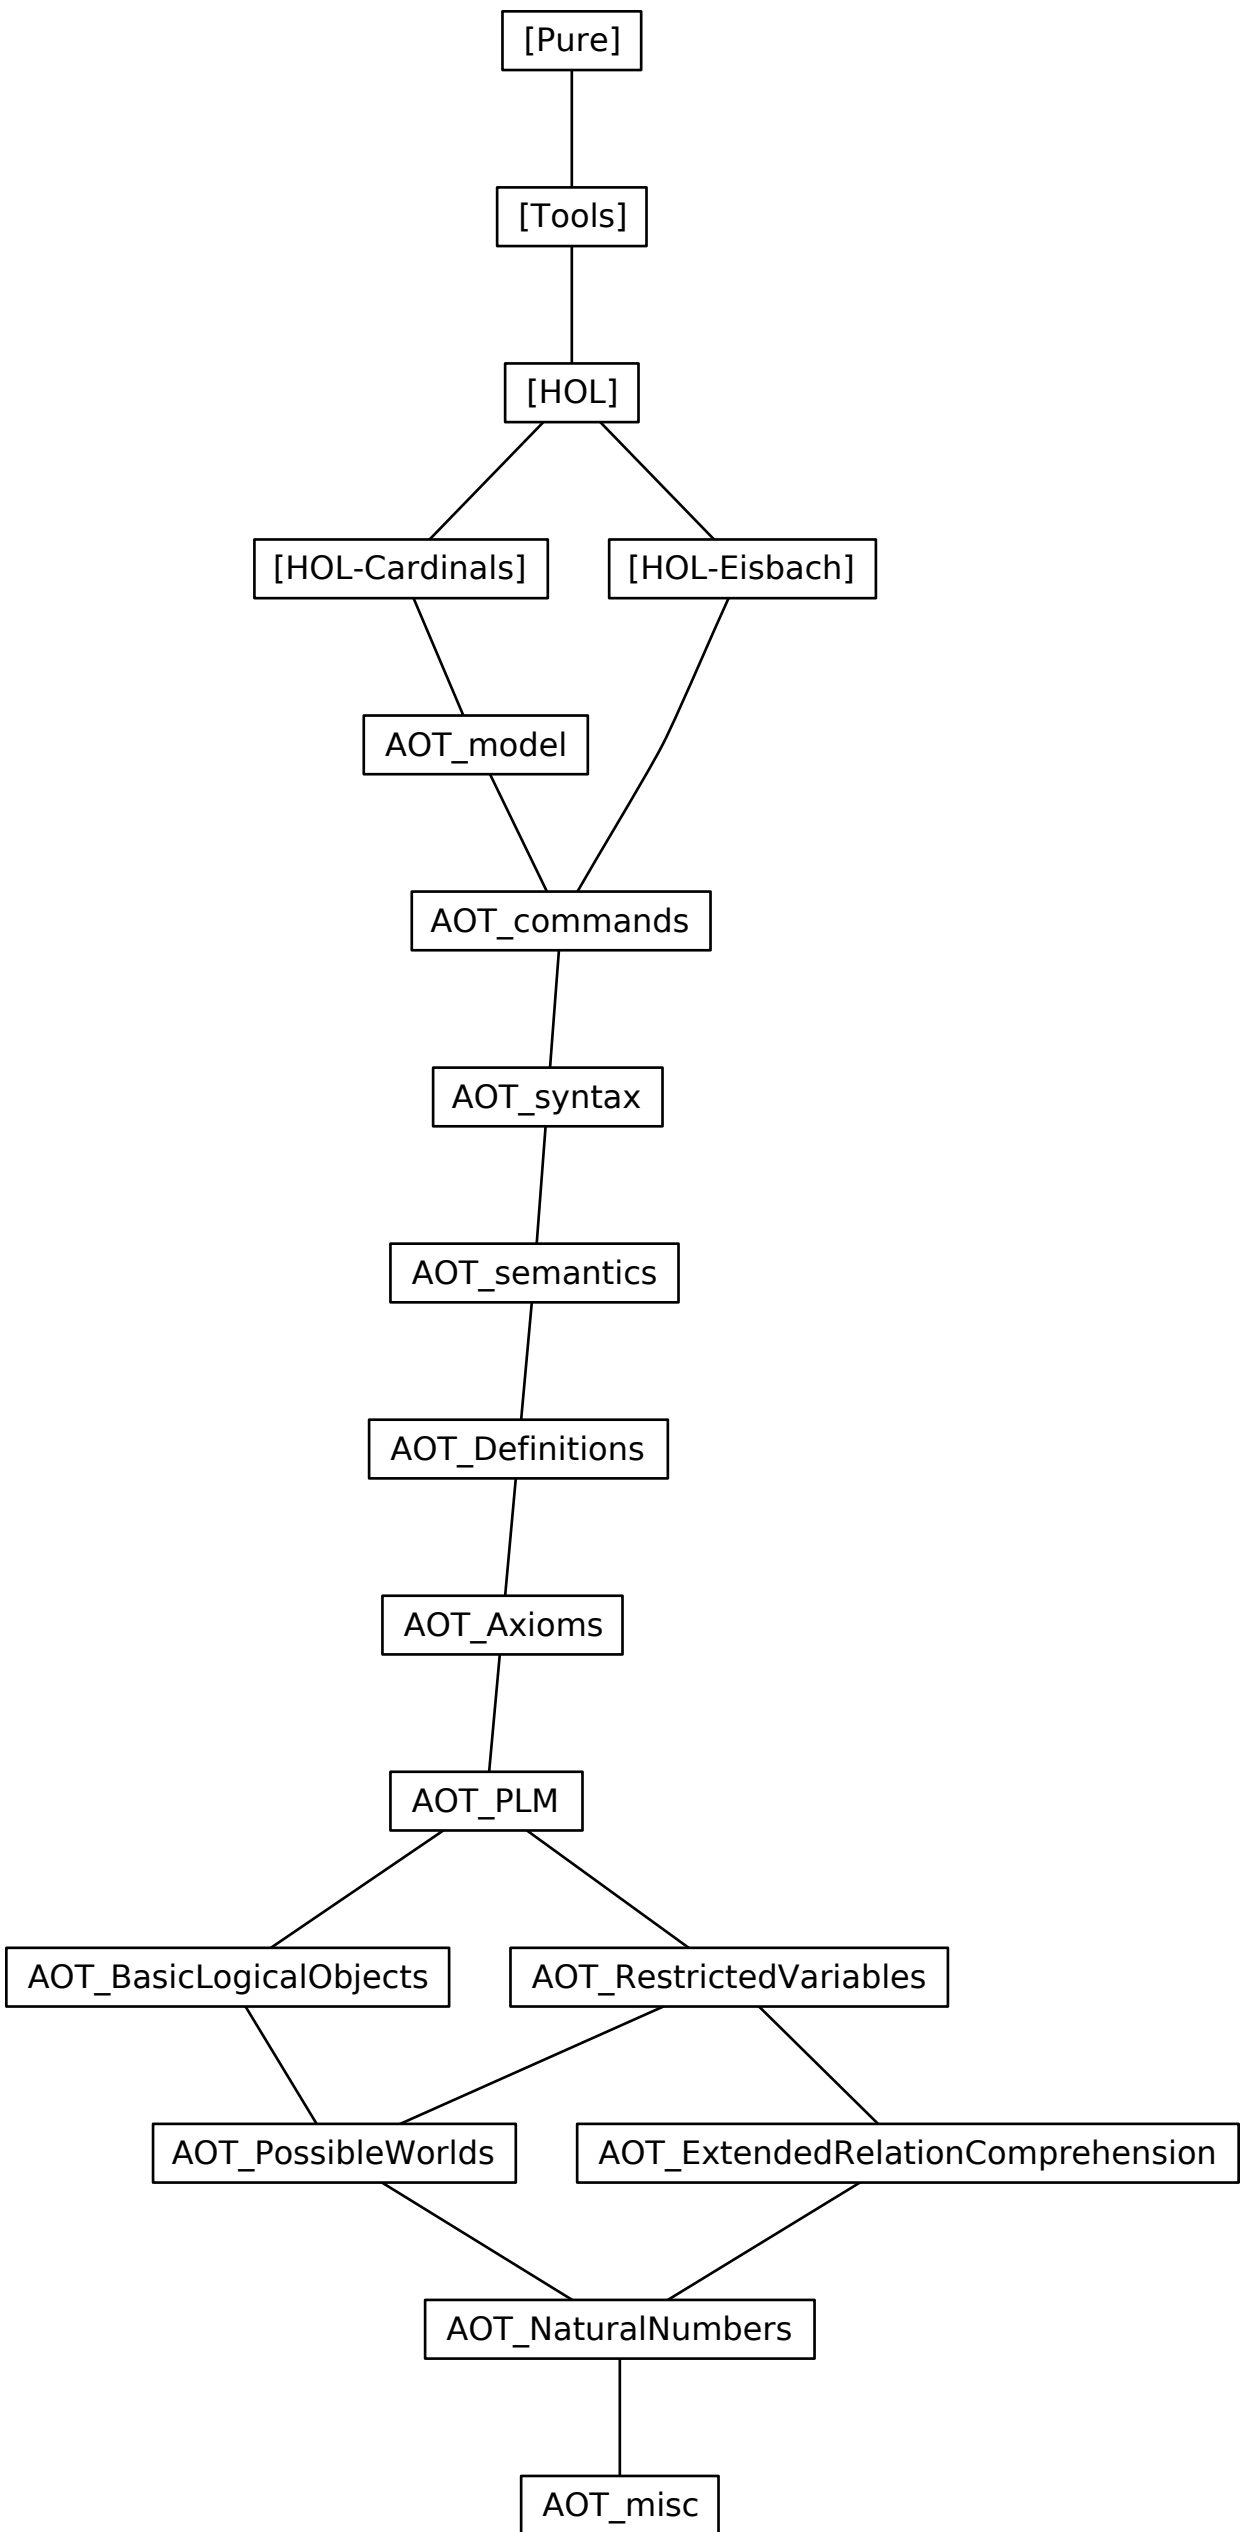 [Pure]
[Tools]
[HOL]
[HOL-Cardinals]
[HOL-Eisbach]
AOT_model
AOT_commands
AOT_syntax
AOT_semantics
AOT_Definitions
AOT_Axioms
AOT_PLM
AOT_BasicLogicalObjects
AOT_RestrictedVariables
AOT_PossibleWorlds
AOT_ExtendedRelationComprehension
AOT_NaturalNumbers
AOT_misc